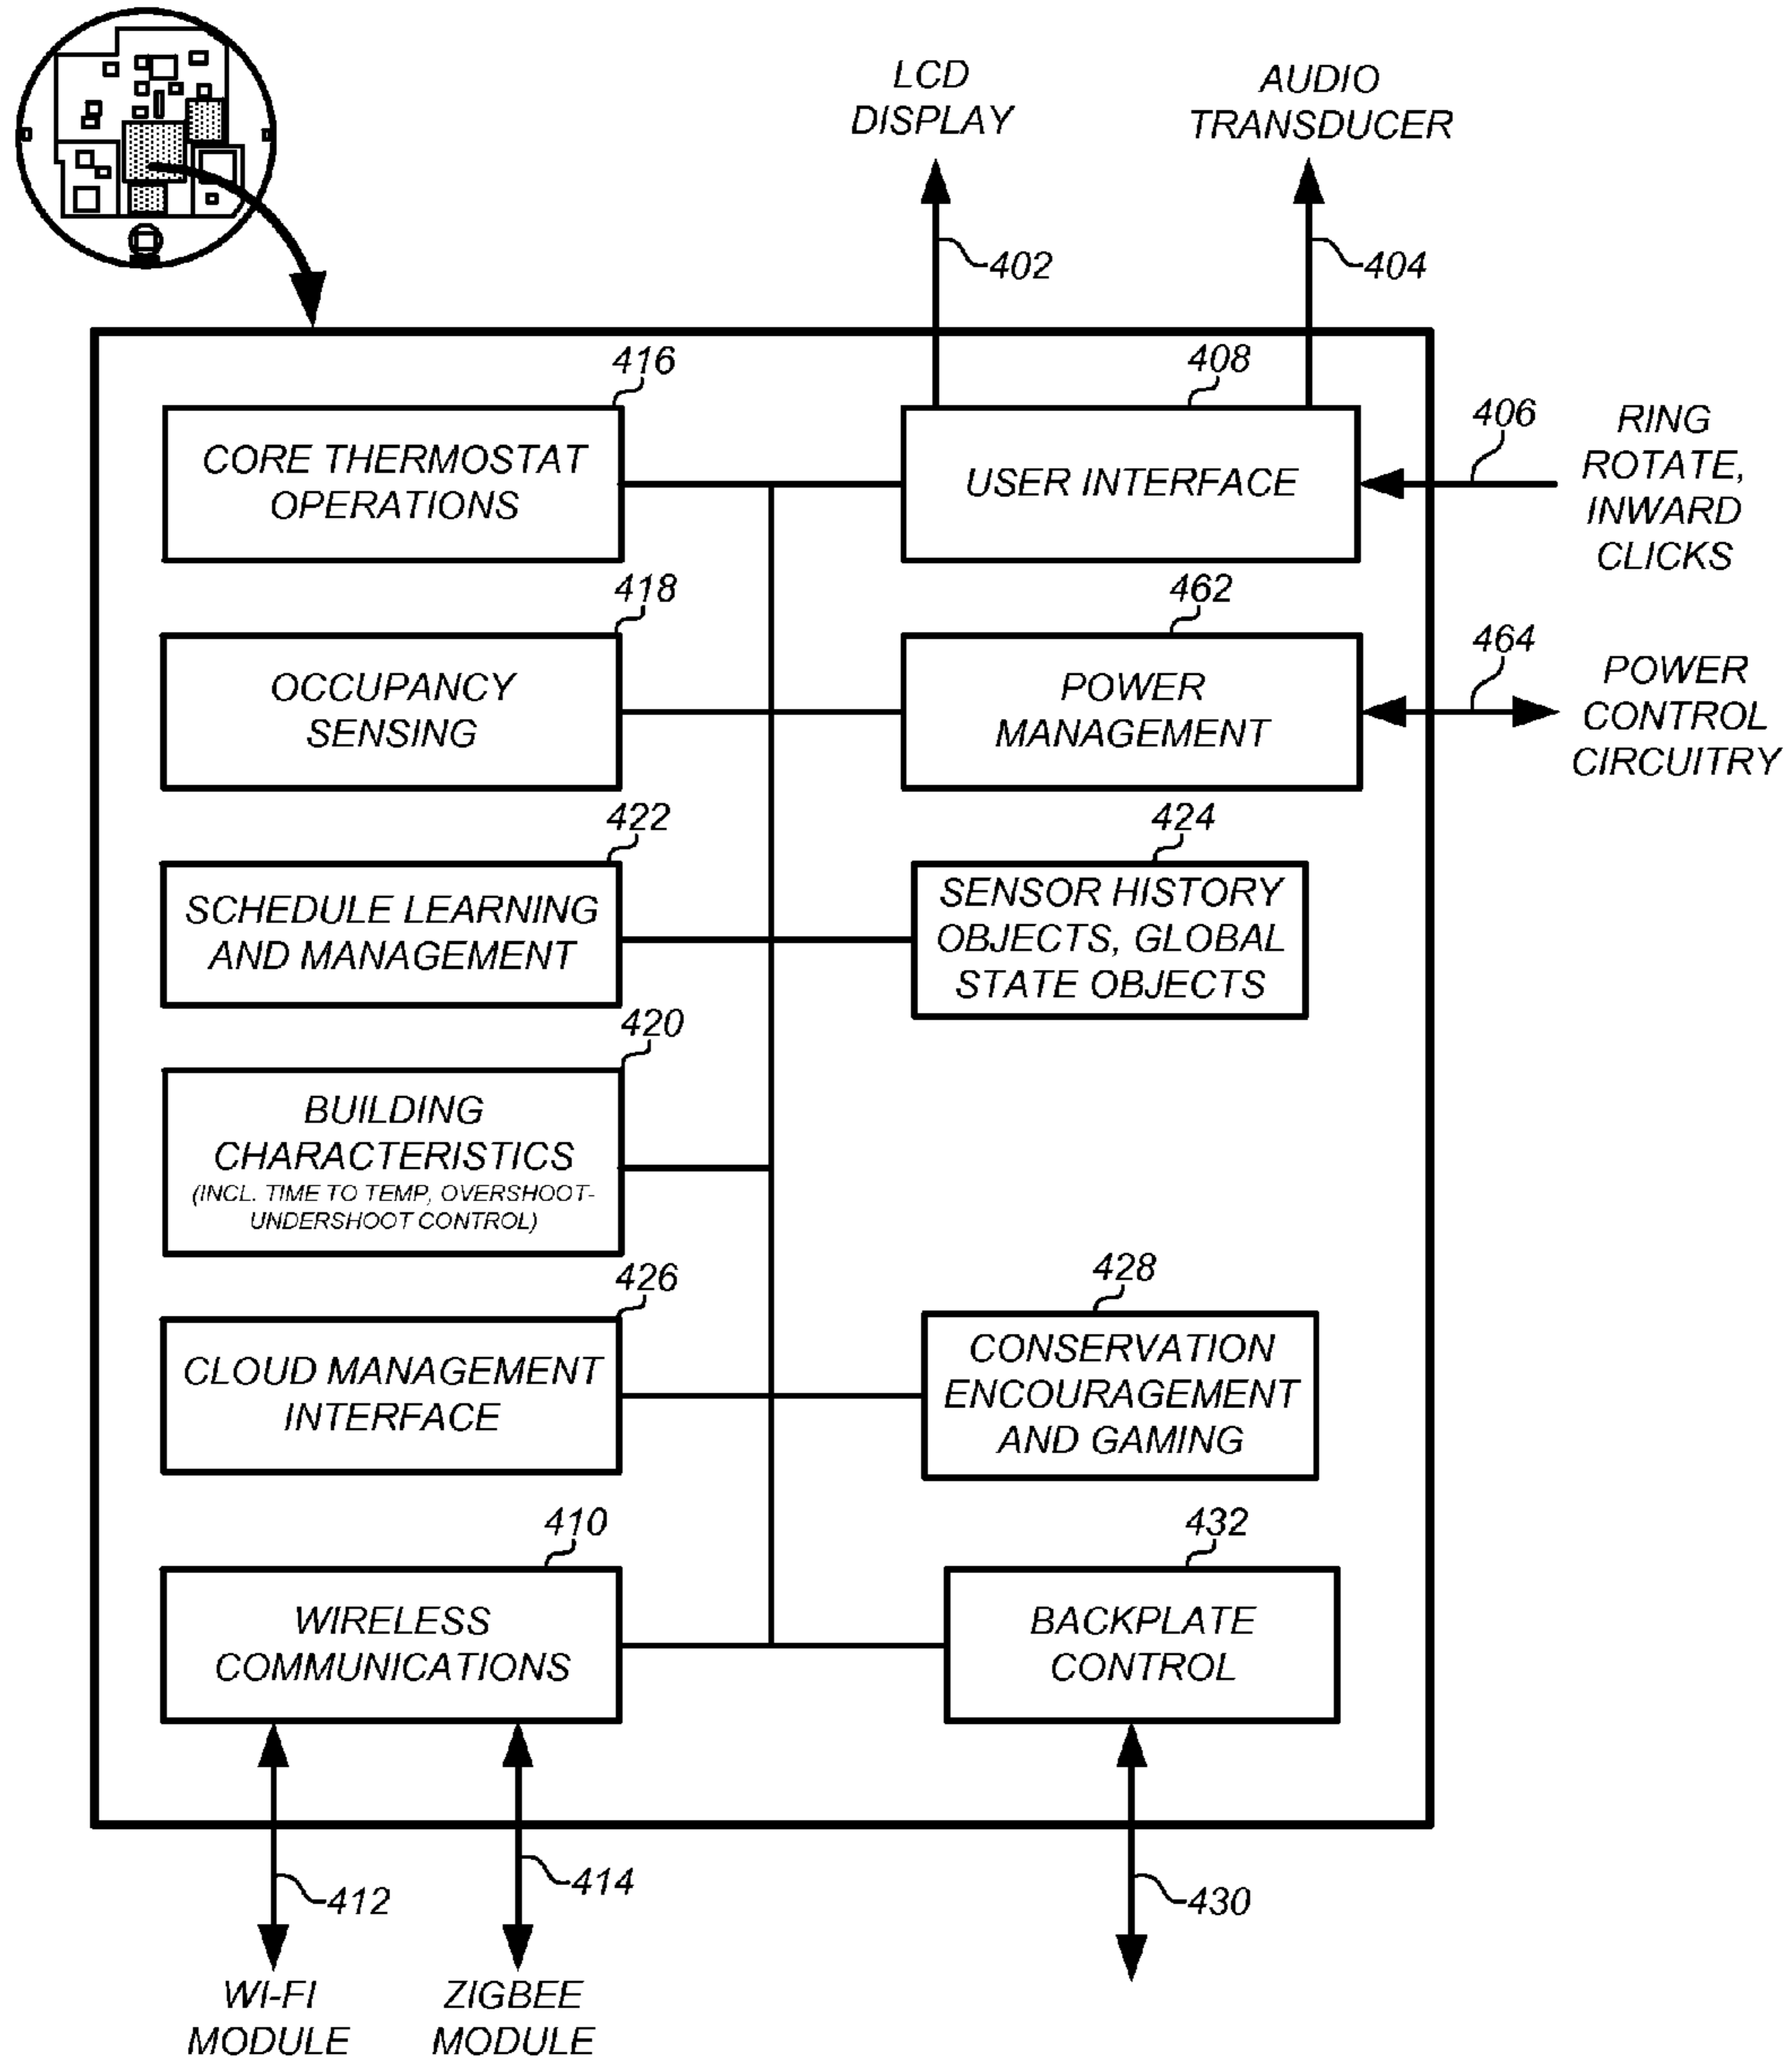 LCD
DISPLAY
AUDIO
TRANSDUCER
402
404
416
408
CORE THERMOSTAT
OPERATIONS
USER INTERFACE
406
RING
ROTATE,
INWARD
CLICKS
418
462
OCCUPANCY
SENSING
POWER
MANAGEMENT
464
POWER
CONTROL
CIRCUITRY
422
424
SCHEDULE LEARNING
AND MANAGEMENT
SENSOR HISTORY
OBJECTS, GLOBAL
STATE OBJECTS
420
BUILDING
CHARACTERISTICS
(INCL. TIME TO TEMP, OVERSHOOT-
UNDERSHOOT CONTROL)
426
428
CLOUD MANAGEMENT
INTERFACE
CONSERVATION
ENCOURAGEMENT
AND GAMING
410
432
WIRELESS
COMMUNICATIONS
BACKPLATE
CONTROL
412
414
430
WI-FI
MODULE
ZIGBEE
MODULE